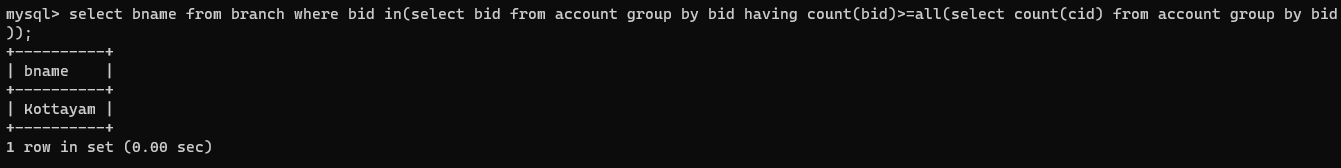 mysql> select bname from branch where bid in(select bid from account group by bid having count(bid)>=all(select count(cid) from account group by bid
));
+----------+
| bname    |
+----------+
| Kottayam |
+----------+
1 row in set (0.00 sec)